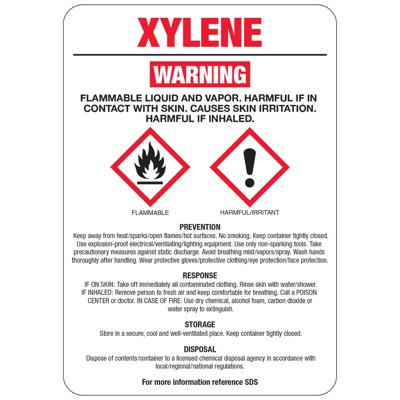 XYLENE
WARNING
FLAMMABLE LIQUID AND VAPOR. HARMFUL IF IN
CONTACT WITH SKIN. CAUSES SKIN IRRITATION.
HARMFUL IF INHALED.
FLAMMABLE
HARMFUL/IRRITANT
PREVENTION
Keep away from heat/sparks/open flames/hot surfaces. No smoking. Keep container tightly closed.
Use explosion-proof electrical/ventilating/lighting equipment. Use only non-sparking tools. Take
precautionary measures against static discharge. Avoid breathing mist/vapors/spray. Wash hands
thoroughly after handling. Wear protective gloves/protective clothing/eye protection/face protection.
RESPONSE
IF ON SKIN: Take off immediately all contaminated clothing. Rinse skin with water/shower.
IF INHALED: Remove person to fresh air and keep comfortable for breathing. Call a POISON
CENTER or doctor. IN CASE OF FIRE: Use dry chemical, alcohol foam, carbon dioxide or
water spray to extinguish.
STORAGE
Store in a secure, cool and well-ventilated place. Keep container tightly closed.
DISPOSAL
Dispose of contents/container to a licensed chemical disposal agency in accordance with
local/regional/national regulations.
For more information reference SDS